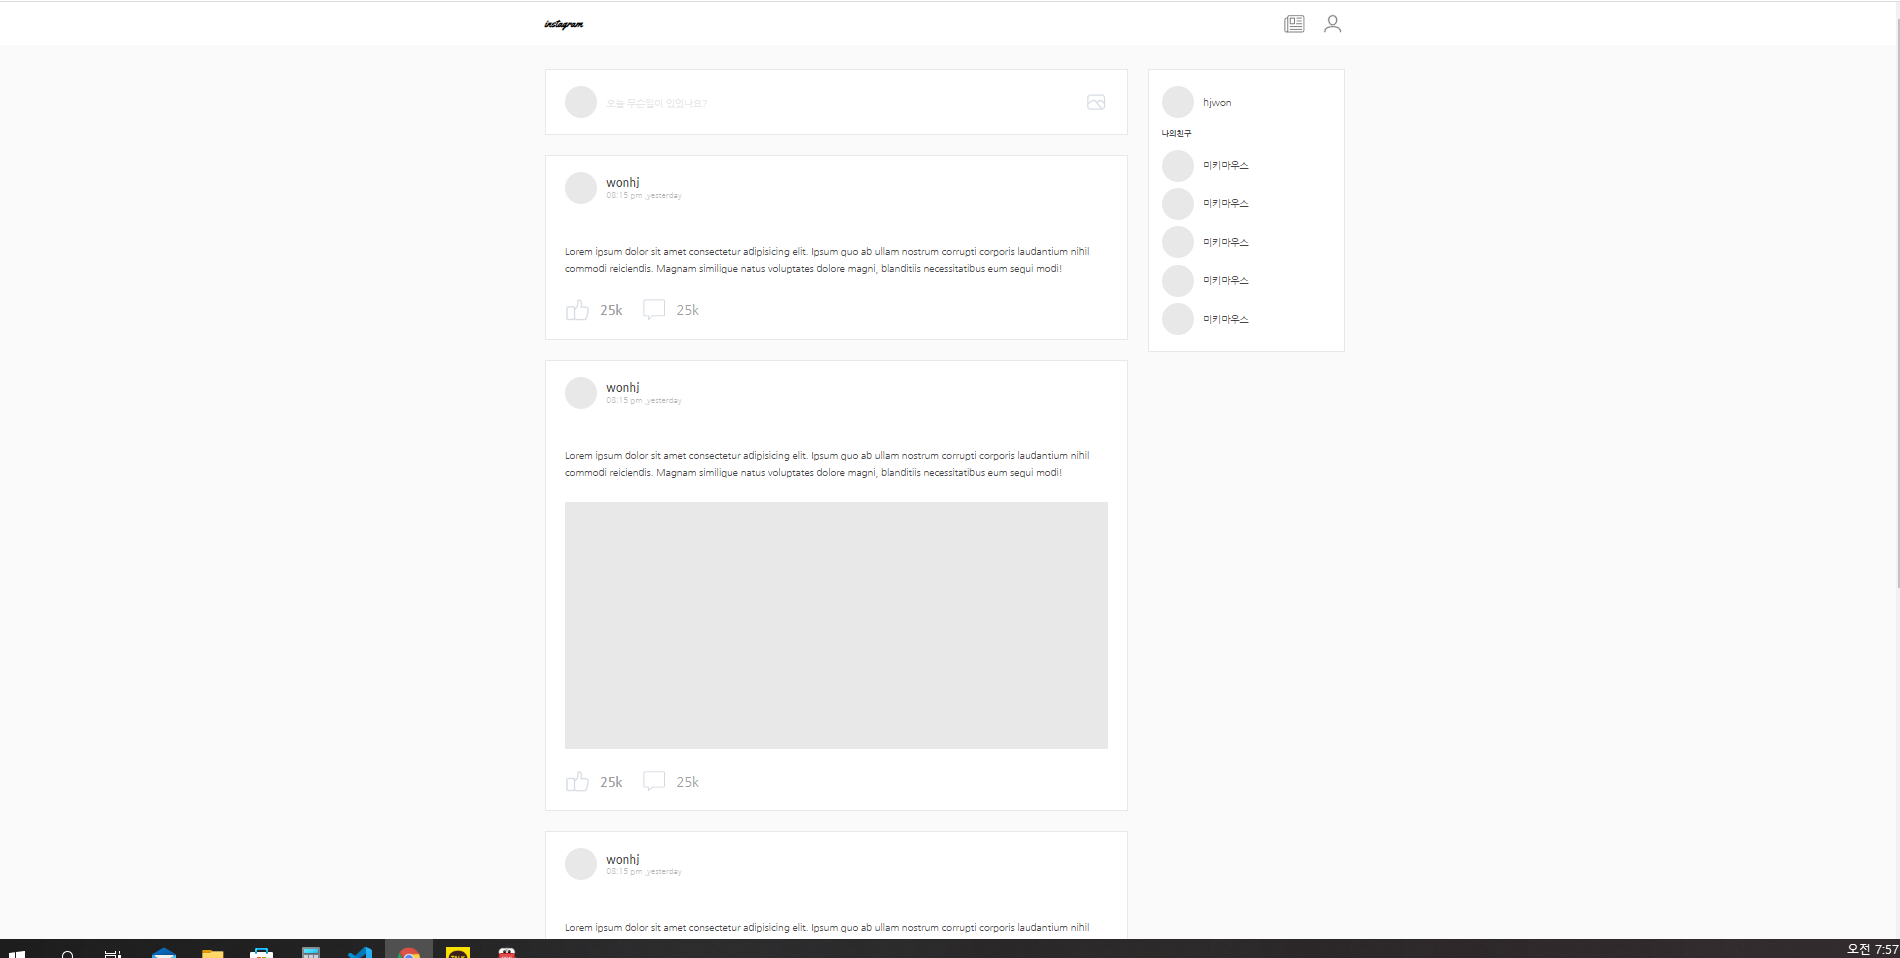 instagram
오늘 무슨일이 있었나요?
wonhj
08:15 pm ,yesterday
Lorem ipsum dolor sit amet consectetur adipisicing elit. Ipsum quo ab ullam nostrum corrupti corporis laudantium nihil
commodi reiciendis. Magnam similique natus voluptates dolore magni, blanditiis necessitatibus eum sequi modi!
25k 25k
wonhj
08:15 pm ,yesterday
Lorem ipsum dolor sit amet consectetur adipisicing elit. Ipsum quo ab ullam nostrum corrupti corporis laudantium nihil
commodi reiciendis. Magnam similique natus voluptates dolore magni, blanditiis necessitatibus eum sequi modi!
25k 25k
wonhj
08:15 pm ,yesterday
Lorem ipsum dolor sit amet consectetur adipisicing elit. Ipsum quo ab ullam nostrum corrupti corporis laudantium nihil
hjwon
나의친구
미키마우스
미키마우스
미키마우스
미키마우스
미키마우스
오전 7:57